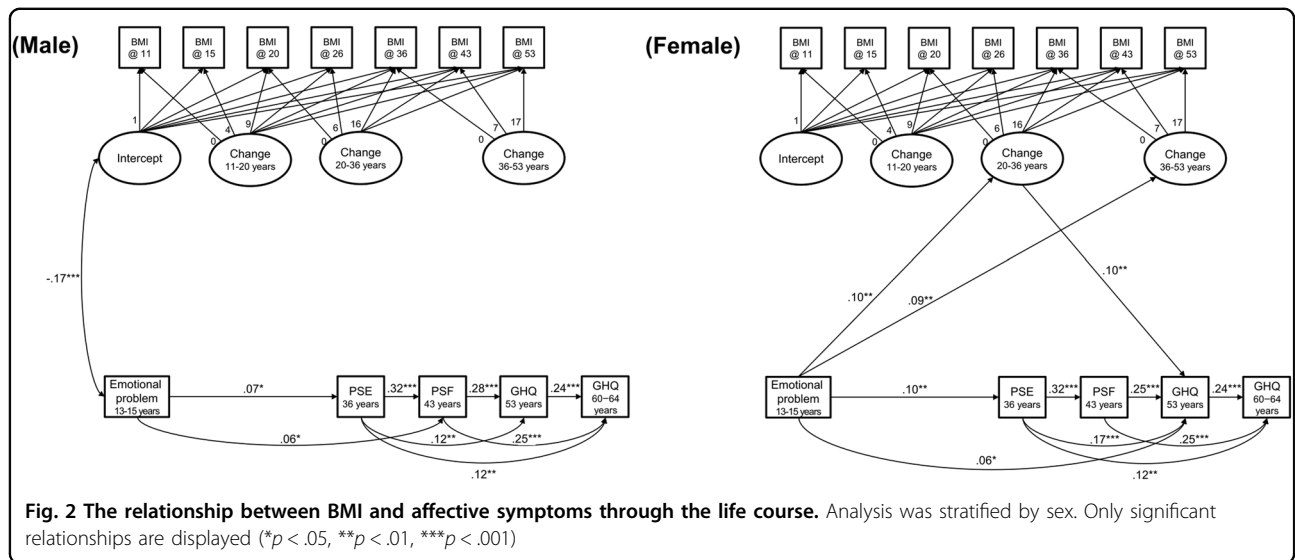 (Male)
BMI
@ 11
BMI
@ 15
BMI
@ 20
BMI
@ 26
BMI
@ 36
BMI
@ 43
BMI
@ 53
1
0
4
9
0
6
16
0
7
17
Intercept
Change
11-20 years
Change
20-36 years
Change
36-53 years
-.17***
Emotional
problem
13-15 years
.07*
PSE
36 years
.32***
PSF
43 years
.28***
GHQ
53 years
.24***
GHQ
60–64
years
.06*
.12**
.25***
.12**
(Female)
BMI
@ 11
BMI
@ 15
BMI
@ 20
BMI
@ 26
BMI
@ 36
BMI
@ 43
BMI
@ 53
1
0
4
9
0
6
16
0
7
17
Intercept
Change
11-20 years
Change
20-36 years
Change
36-53 years
.10**
.09**
.10**
Emotional
problem
13-15 years
.10**
PSE
36 years
.32***
PSF
43 years
.25***
GHQ
53 years
.24***
GHQ
60–64
years
.06*
.17***
.25***
.12**
Fig. 2 The relationship between BMI and affective symptoms through the life course. Analysis was stratified by sex. Only significant
relationships are displayed (*p < .05, **p < .01, ***p < .001)